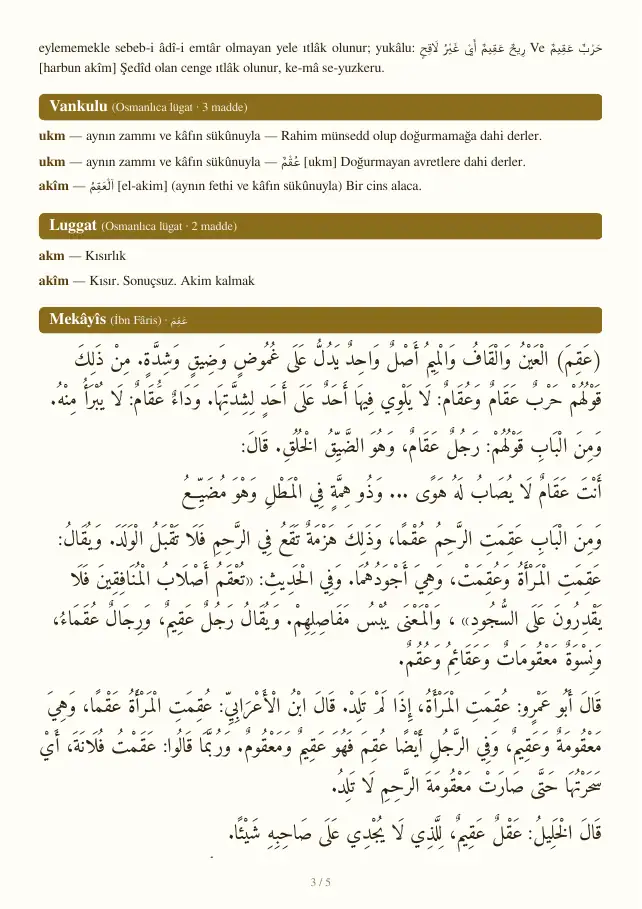 eylememekle sebeb-i âdî-i emtâr olmayan yele ıtlâk olunur; yukâlu: رِيحٌ عَقِيمٌ أَيْ غَيْرُ لَاقِحٍ Ve حَرْبٌ عَقِيمٌ
[harbun akîm] Şedîd olan cenge ıtlâk olunur, ke-mâ se-yuzkeru.
Vankulu (Osmanlıca lügat · 3 madde)
ukm — aynın zammı ve kâfın sükûnuyla — Rahim münsedd olup doğurmamağa dahi derler.
ukm — aynın zammı ve kâfın sükûnuyla — عُقْمٌ [ukm] Doğurmayan avretlere dahi derler.
akîm — اَلْعَقِمُ [el-akim] (aynın fethi ve kâfın sükûnuyla) Bir cins alaca.
Luggat (Osmanlıca lügat · 2 madde)
akm — Kısırlık
akîm — Kısır. Sonuçsuz. Akim kalmak
Mekâyîs (İbn Fâris) · عَقِمَ
(عَقِمَ) الْعَيْنُ وَالْقَافُ وَالْمِيمُ أَصْلٌ وَاحِدٌ يَدُلُّ عَلَى غُمُوضٍ وَضِيقٍ وَشِدَّةٍ. مِنْ ذَلِكَ
قَوْلُهُمْ حَرْبٌ عَقَامٌ وَعُقَامٌ: لَا يَلْوِي فِيهَا أَحَدٌ عَلَى أَحَدٍ لِشِدَّتِهَا. وَدَاءٌ عُقَامٌ: لَا يُبْرَأُ مِنْهُ.
وَمِنَ الْبَابِ قَوْلُهُمْ: رَجُلٌ عَقَامٌ، وَهُوَ الضَّيِّقُ الْخُلُقِ. قَالَ:
أَنْتَ عَقَامٌ لَا يُصَابُ لَهُ هَوًى ... وَذُو هِمَّةٍ فِي الْمَطْلِ وَهْوَ مُضَيِّعُ
وَمِنَ الْبَابِ عَقِمَتِ الرَّحِمُ عُقْمًا، وَذَلِكَ هَزْمَةٌ تَقَعُ فِي الرَّحِمِ فَلَا تَقْبَلُ الْوَلَدَ. وَيُقَالُ:
عَقِمَتِ الْمَرْأَةُ وَعُقِمَتْ، وَهِيَ أَجْوَدُهُمَا. وَفِي الْحَدِيثِ: «تُعْقَمُ أَصْلَابُ الْمُنَافِقِينَ فَلَا
يَقْدِرُونَ عَلَى السُّجُودِ» ، وَالْمَعْنَى يُبْسُ مَفَاصِلِهِمْ. وَيُقَالُ رَجُلٌ عَقِيمٌ، وَرِجَالٌ عُقَمَاءُ،
وَنِسْوَةٌ مَعْقُومَاتٌ وَعَقَائِمُ وَعُقُمٌ.
قَالَ أَبُو عَمْرٍو: عُقِمَتِ الْمَرْأَةُ، إِذَا لَمْ تَلِدْ. قَالَ ابْنُ الْأَعْرَابِيِّ: عُقِمَتِ الْمَرْأَةُ عَقْمًا، وَهِيَ
مَعْقُومَةٌ وَعَقِيمٌ، وَفِي الرَّجُلِ أَيْضًا عُقِمَ فَهُوَ عَقِيمٌ وَمَعْقُومٌ. وَرُبَّمَا قَالُوا: عَقَمْتُ فُلَانَةَ، أَيْ
سَحَرْتُهَا حَتَّى صَارَتْ مَعْقُومَةَ الرَّحِمِ لَا تَلِدُ.
قَالَ الْخَلِيلُ: عَقْلٌ عَقِيمٌ، لِلَّذِي لَا يُجْدِي عَلَى صَاحِبِهِ شَيْئًا.
3 / 5